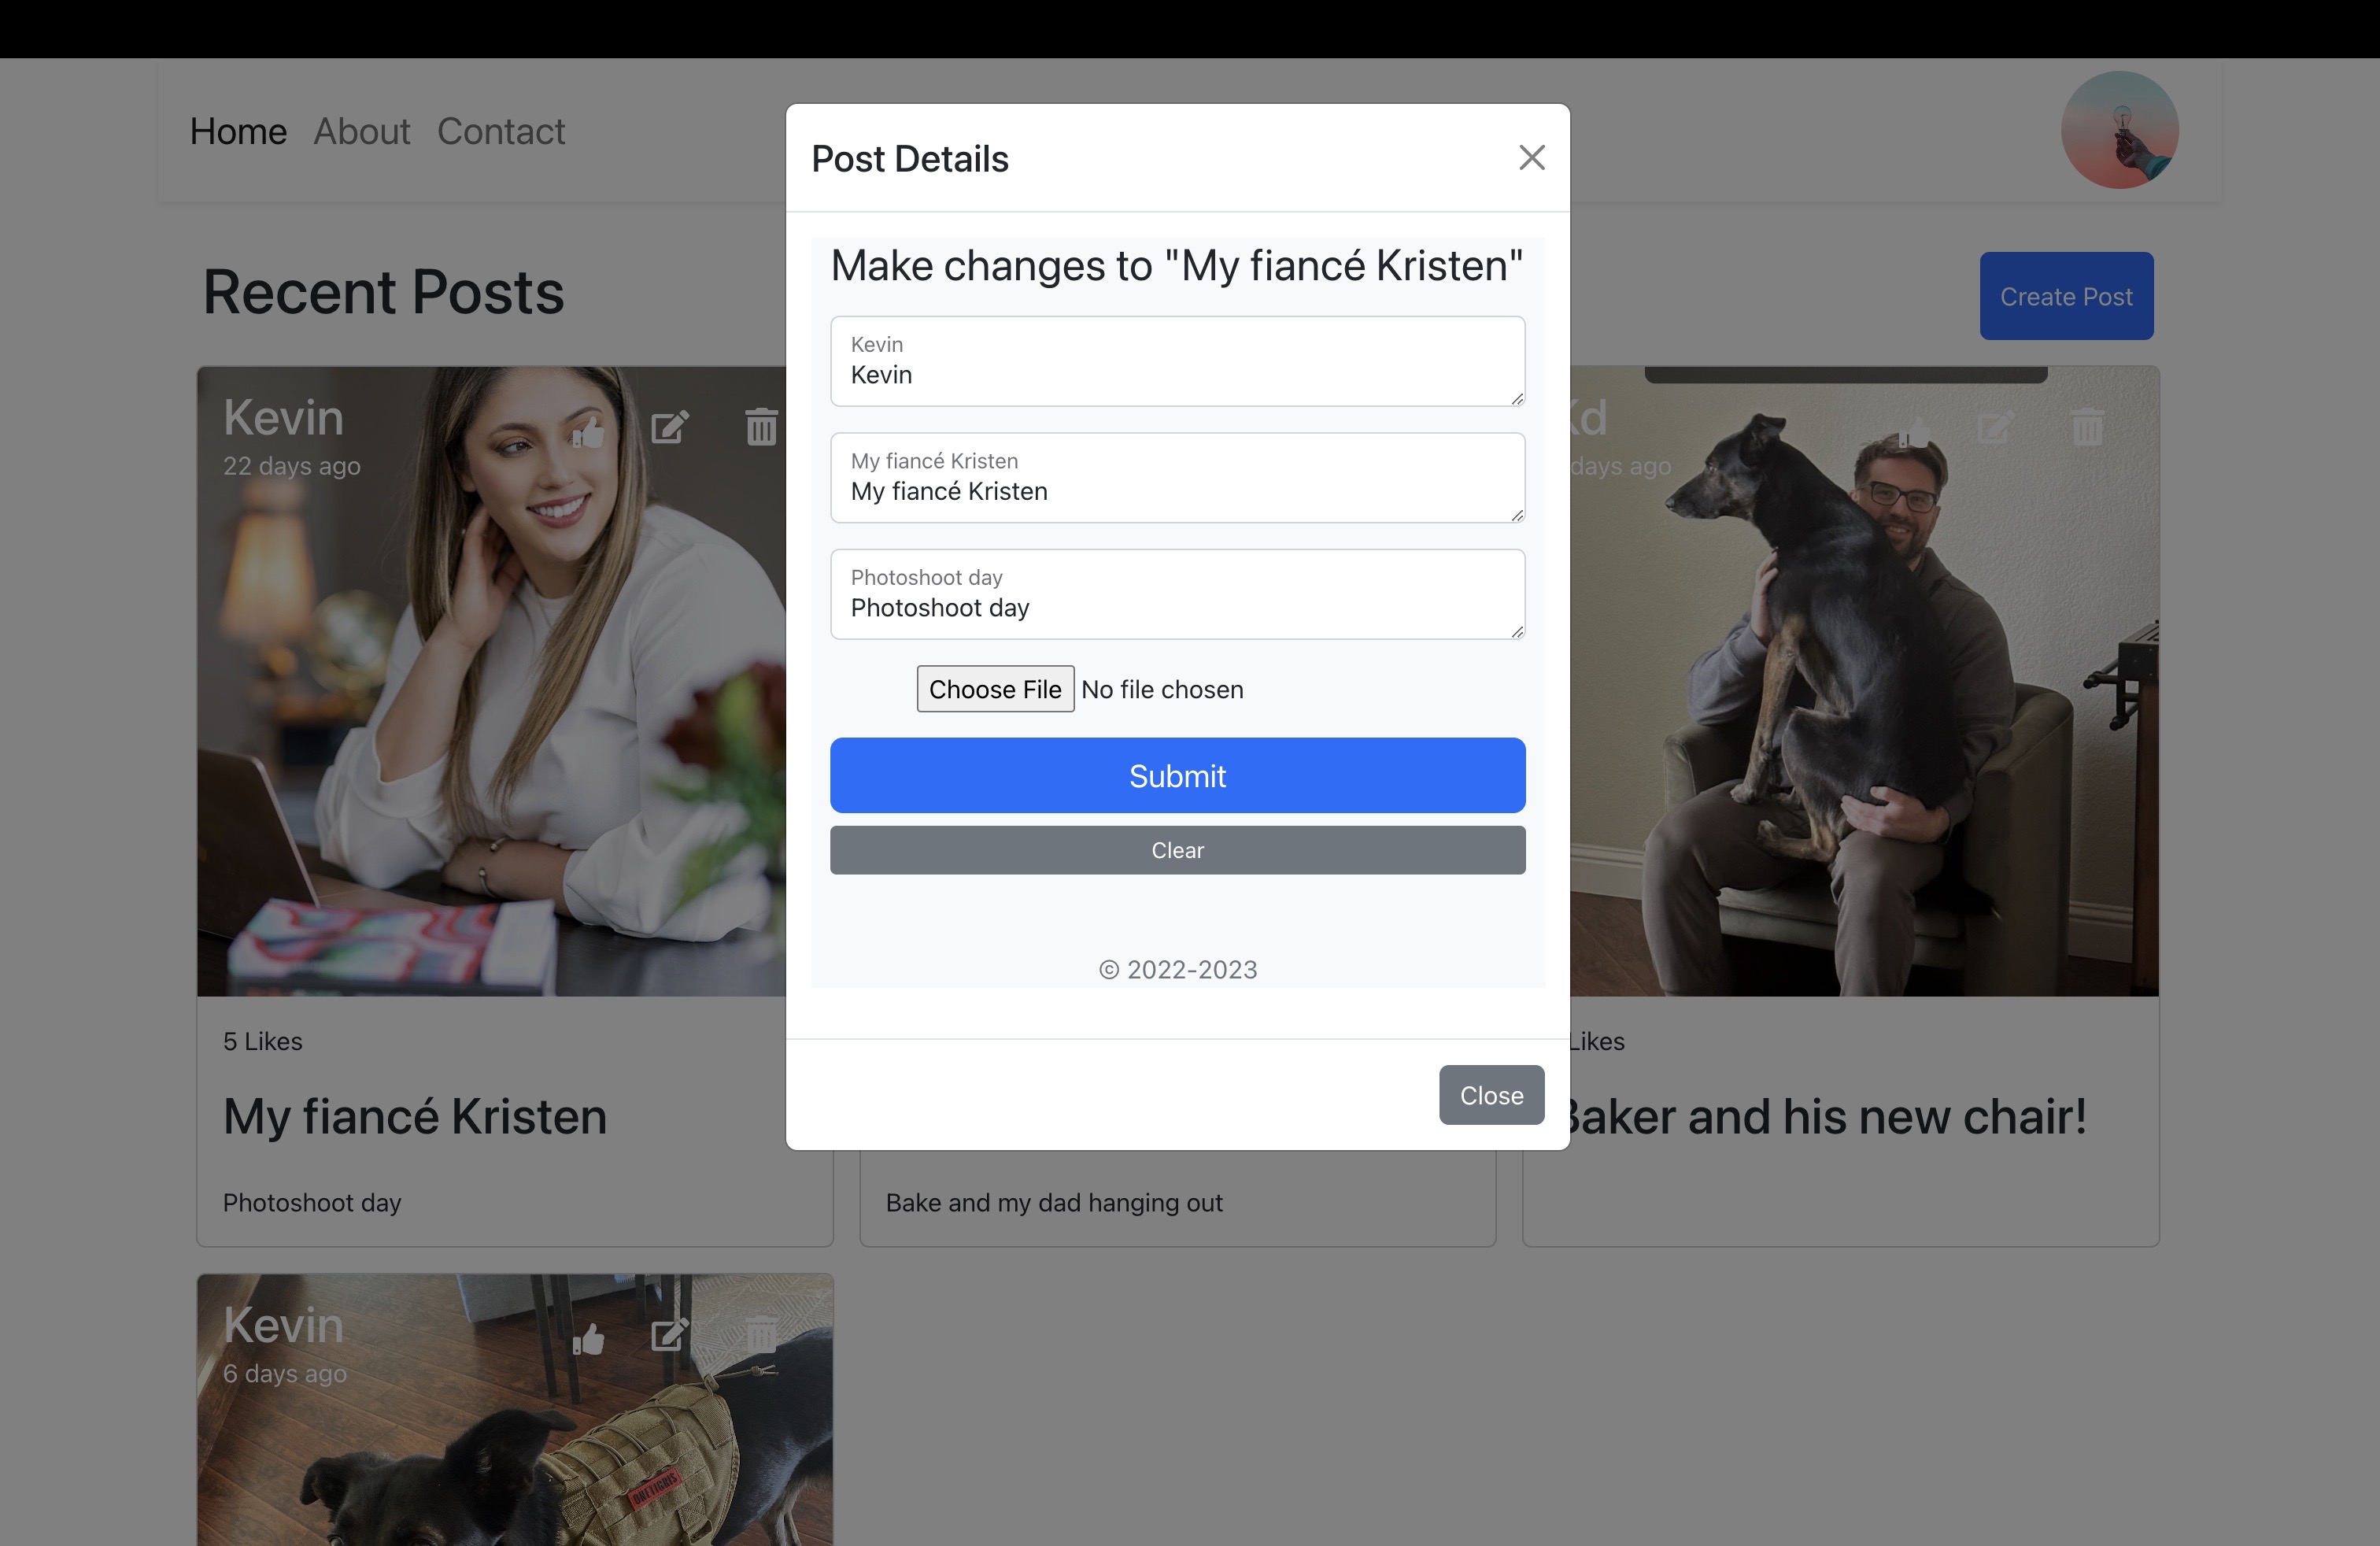 Home About Contact
Post Details
Make changes to "My fiancé Kristen"
Kevin
Kevin
My fiancé Kristen
My fiancé Kristen
Photoshoot day
Photoshoot day
Choose File No file chosen
Submit
Clear
© 2022-2023
Close
Recent Posts
Create Post
Kevin
22 days ago
5 Likes
My fiancé Kristen
Photoshoot day
Bake and my dad hanging out
Kd
days ago
Likes
Baker and his new chair!
Kevin
6 days ago
ONETIGRIS